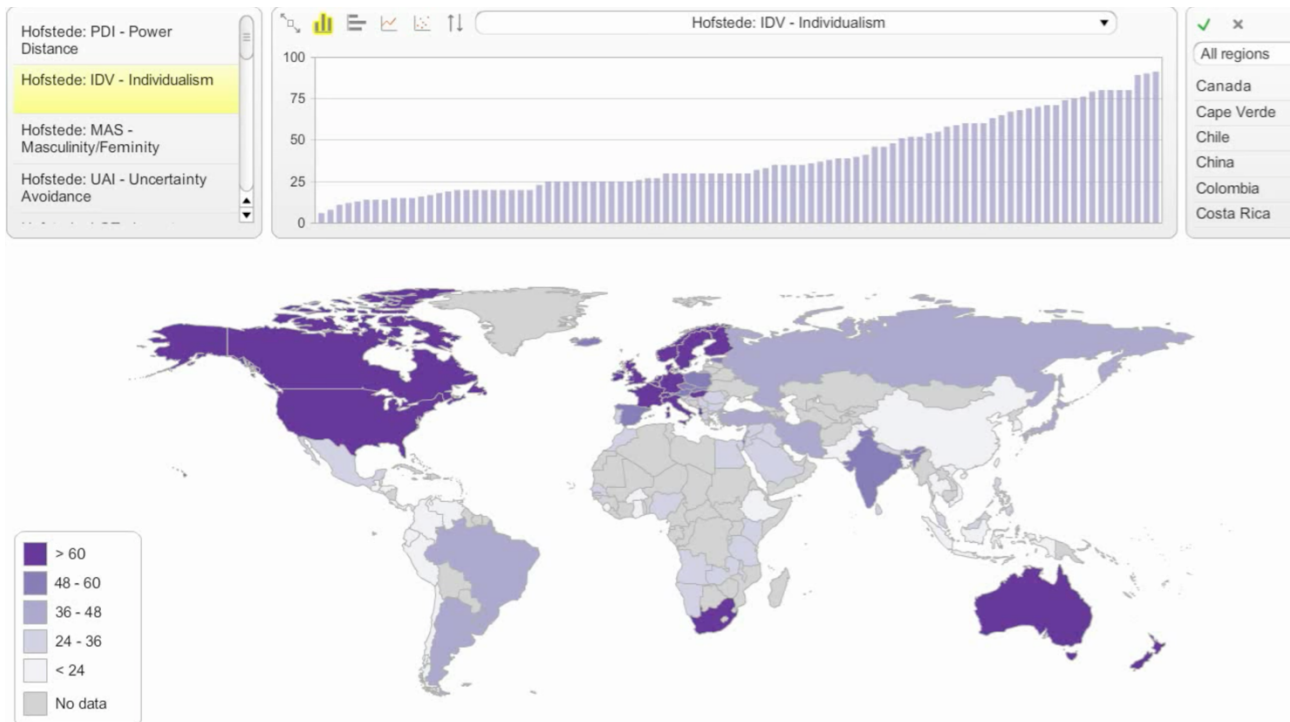 Hofstede: PDI - Power
Distance
Hofstede: IDV - Individualism
Hofstede: MAS -
Masculinity/Feminity
Hofstede: UAI - Uncertainty
Avoidance
Hofstede: IDV - Individualism
100
75
50
25
0
All regions
Canada
Cape Verde
Chile
China
Colombia
Costa Rica
> 60
48 - 60
36 - 48
24 - 36
< 24
No data